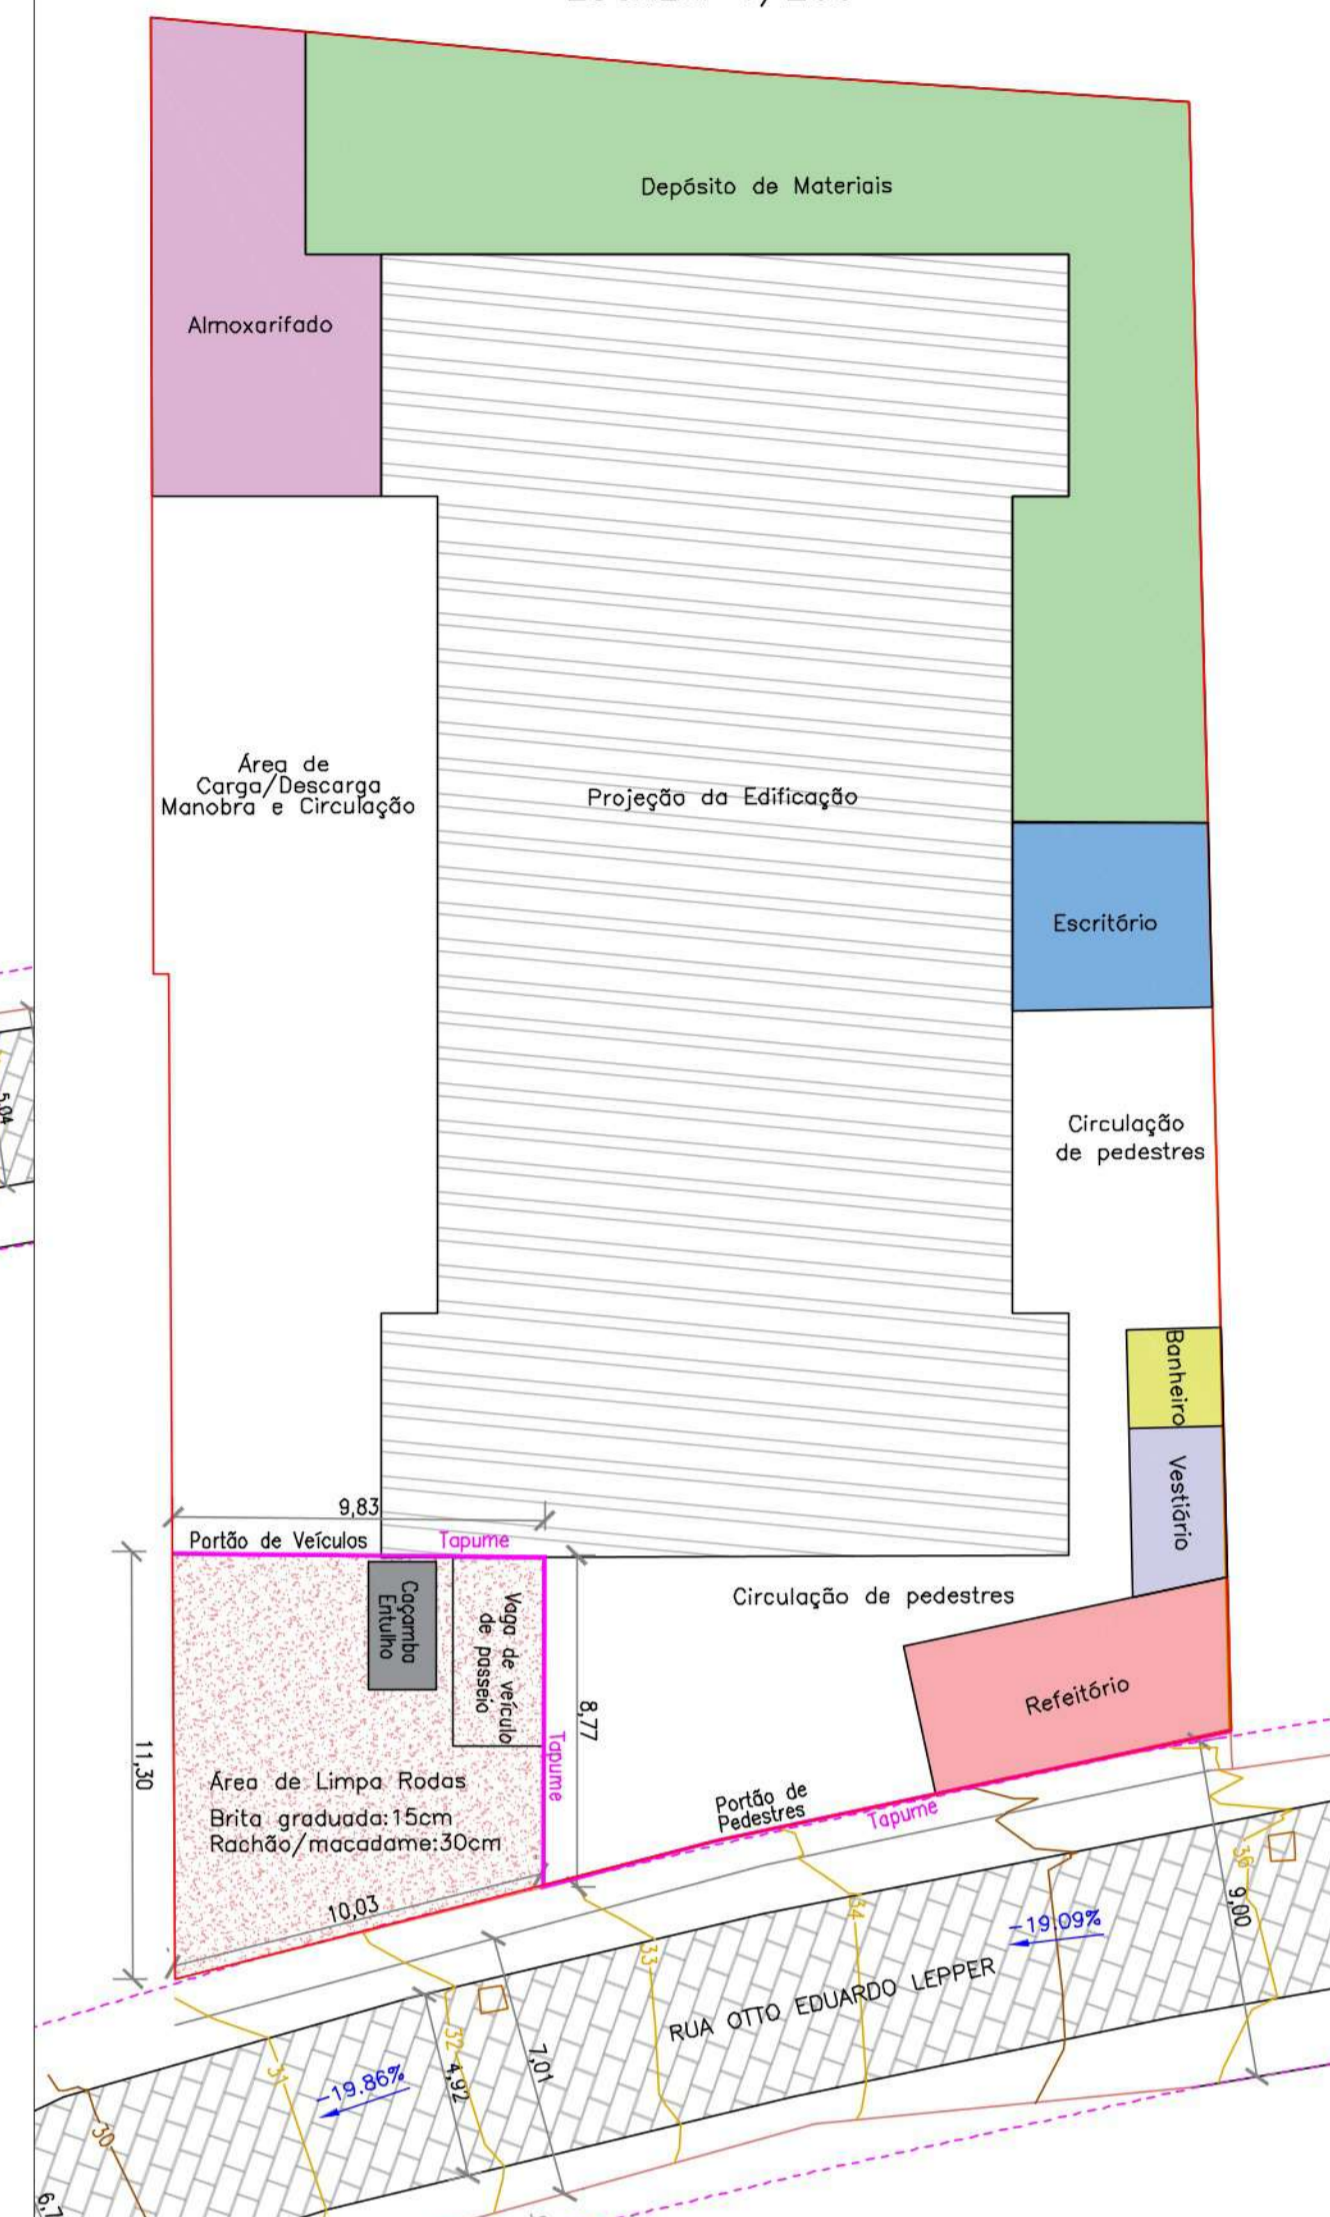 Depósito de Materiais
Almoxarifado
Área de
Carga/Descarga
Manobra e Circulação
Projeção da Edificação
Escritório
Circulação
de pedestres
5,04
Banheiro
Vestiário
9,83
Portão de Veículos
Tapume
Caçamba
Entulho
Vaga de veículo
de passeio
Circulação de pedestres
Refeitório
8,77
Tapume
11,30
Área de Limpa Rodas
Brita graduada:15cm
Rachão/macadame:30cm
Portão de
Pedestres
Tapume
10,03
36
9,00
34
-19.09%
33
RUA OTTO EDUARDO LEPPER
32
4,92
7,01
31
-19.86%
30